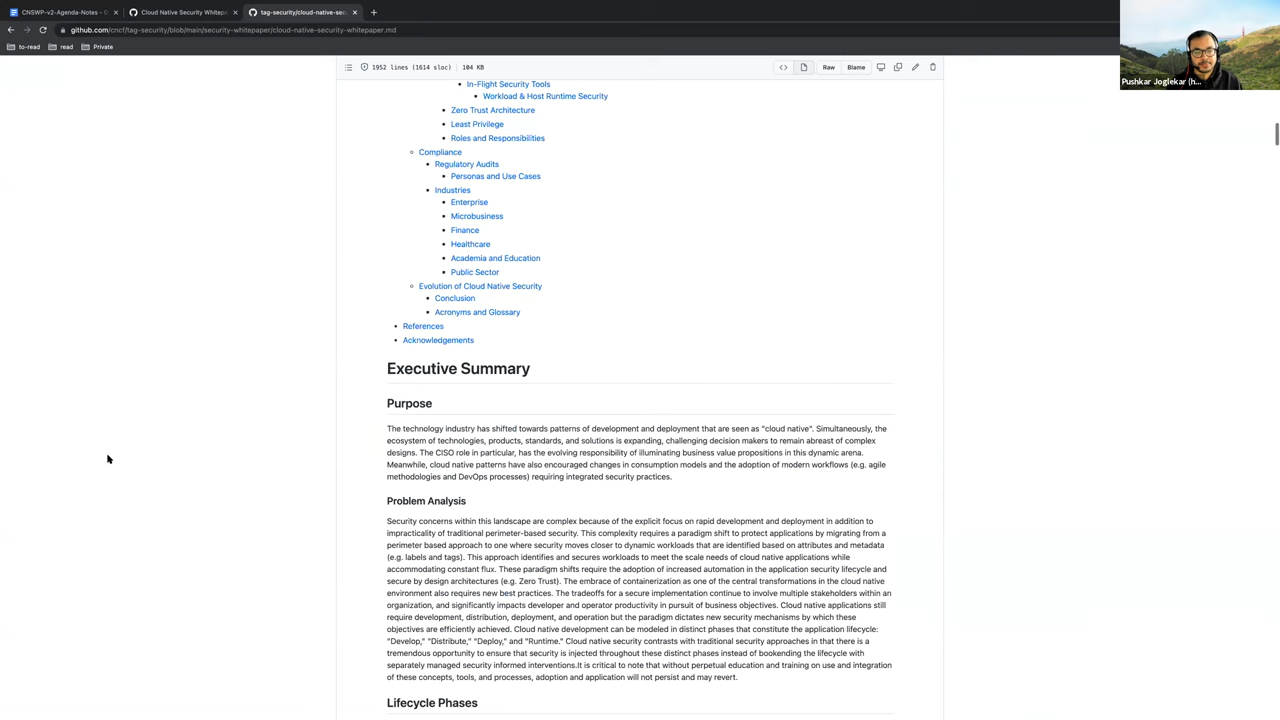 CNSWP-v2-Agenda-Notes - G
Cloud Native Security Whitep
tag-security/cloud-native-sec
github.com/cncf/tag-security/blob/main/security-whitepaper/cloud-native-security-whitepaper.md
to-read
read
Private
Pushkar Joglekar (h...
1952 lines (1614 sloc)
104 KB
Raw
Blame
In-Flight Security Tools
Workload & Host Runtime Security
Zero Trust Architecture
Least Privilege
Roles and Responsibilities
Compliance
Regulatory Audits
Personas and Use Cases
Industries
Enterprise
Microbusiness
Finance
Healthcare
Academia and Education
Public Sector
Evolution of Cloud Native Security
Conclusion
Acronyms and Glossary
References
Acknowledgements
Executive Summary
Purpose
The technology industry has shifted towards patterns of development and deployment that are seen as "cloud native". Simultaneously, the
ecosystem of technologies, products, standards, and solutions is expanding, challenging decision makers to remain abreast of complex
designs. The CISO role in particular, has the evolving responsibility of illuminating business value propositions in this dynamic arena.
Meanwhile, cloud native patterns have also encouraged changes in consumption models and the adoption of modern workflows (e.g. agile
methodologies and DevOps processes) requiring integrated security practices.
Problem Analysis
Security concerns within this landscape are complex because of the explicit focus on rapid development and deployment in addition to
impracticality of traditional perimeter-based security. This complexity requires a paradigm shift to protect applications by migrating from a
perimeter based approach to one where security moves closer to dynamic workloads that are identified based on attributes and metadata
(e.g. labels and tags). This approach identifies and secures workloads to meet the scale needs of cloud native applications while
accommodating constant flux. These paradigm shifts require the adoption of increased automation in the application security lifecycle and
secure by design architectures (e.g. Zero Trust). The embrace of containerization as one of the central transformations in the cloud native
environment also requires new best practices. The tradeoffs for a secure implementation continue to involve multiple stakeholders within an
organization, and significantly impacts developer and operator productivity in pursuit of business objectives. Cloud native applications still
require development, distribution, deployment, and operation but the paradigm dictates new security mechanisms by which these
objectives are efficiently achieved. Cloud native development can be modeled in distinct phases that constitute the application lifecycle:
"Develop," "Distribute," "Deploy," and "Runtime." Cloud native security contrasts with traditional security approaches in that there is a
tremendous opportunity to ensure that security is injected throughout these distinct phases instead of bookending the lifecycle with
separately managed security informed interventions.It is critical to note that without perpetual education and training on use and integration
of these concepts, tools, and processes, adoption and application will not persist and may revert.
Lifecycle Phases